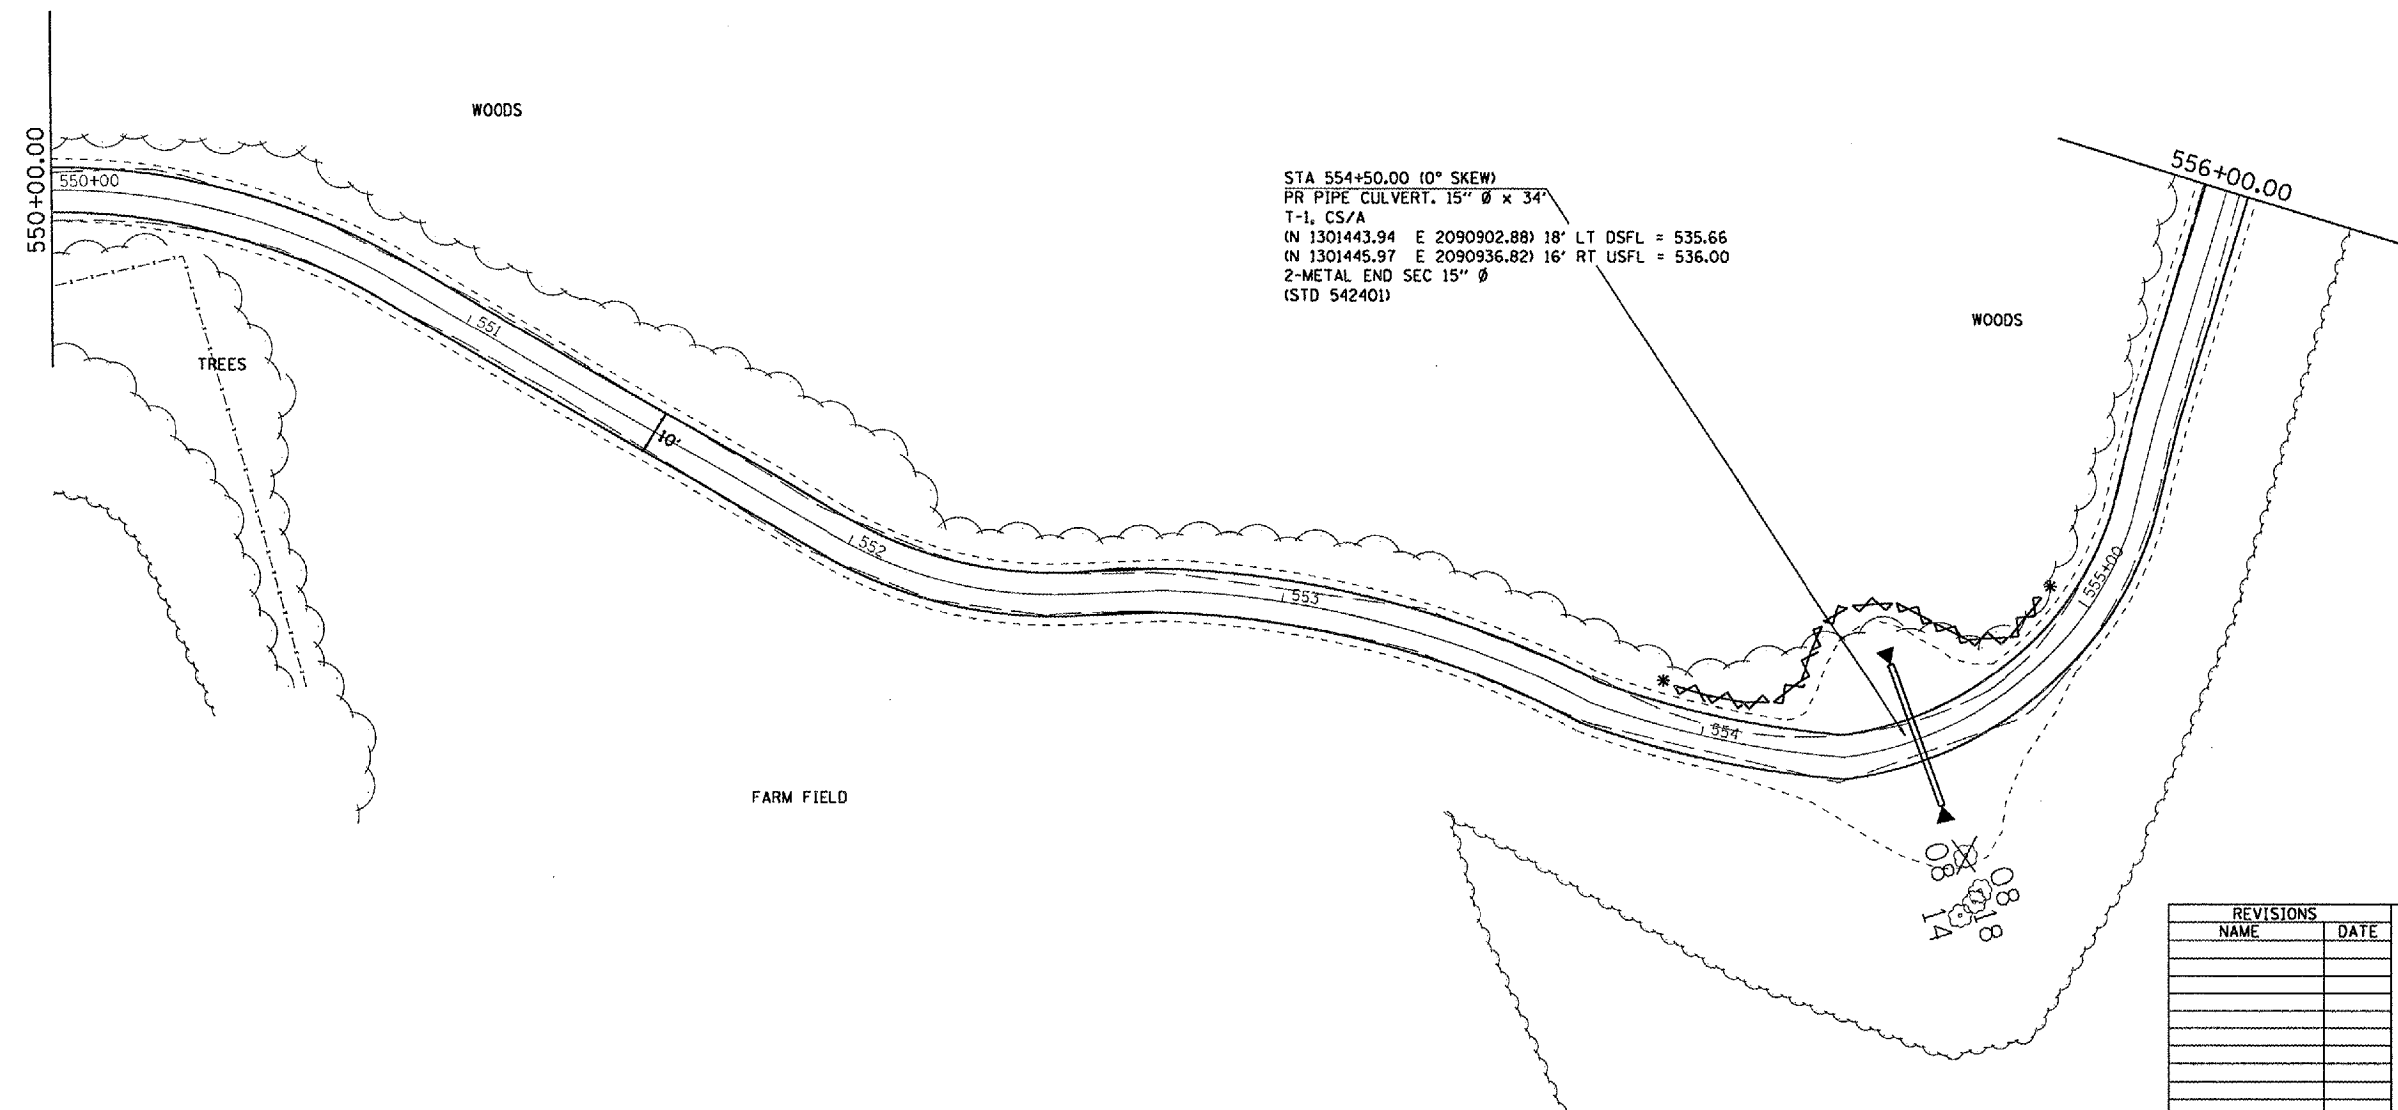 WOODS
550+00.00
550+00
STA 554+50.00 (0° SKEW)
PR PIPE CULVERT. 15" Ø x 34'
T-1, CS/A
(N 1301443.94 E 2090902.88) 18' LT DSFL = 535.66
(N 1301445.97 E 2090936.82) 16' RT USFL = 536.00
2-METAL END SEC 15" Ø
(STD 542401)
556+00.00
WOODS
551
TREES
10'
552
553
555+00
554
FARM FIELD
08
08
18
14
REVISIONS
NAME DATE